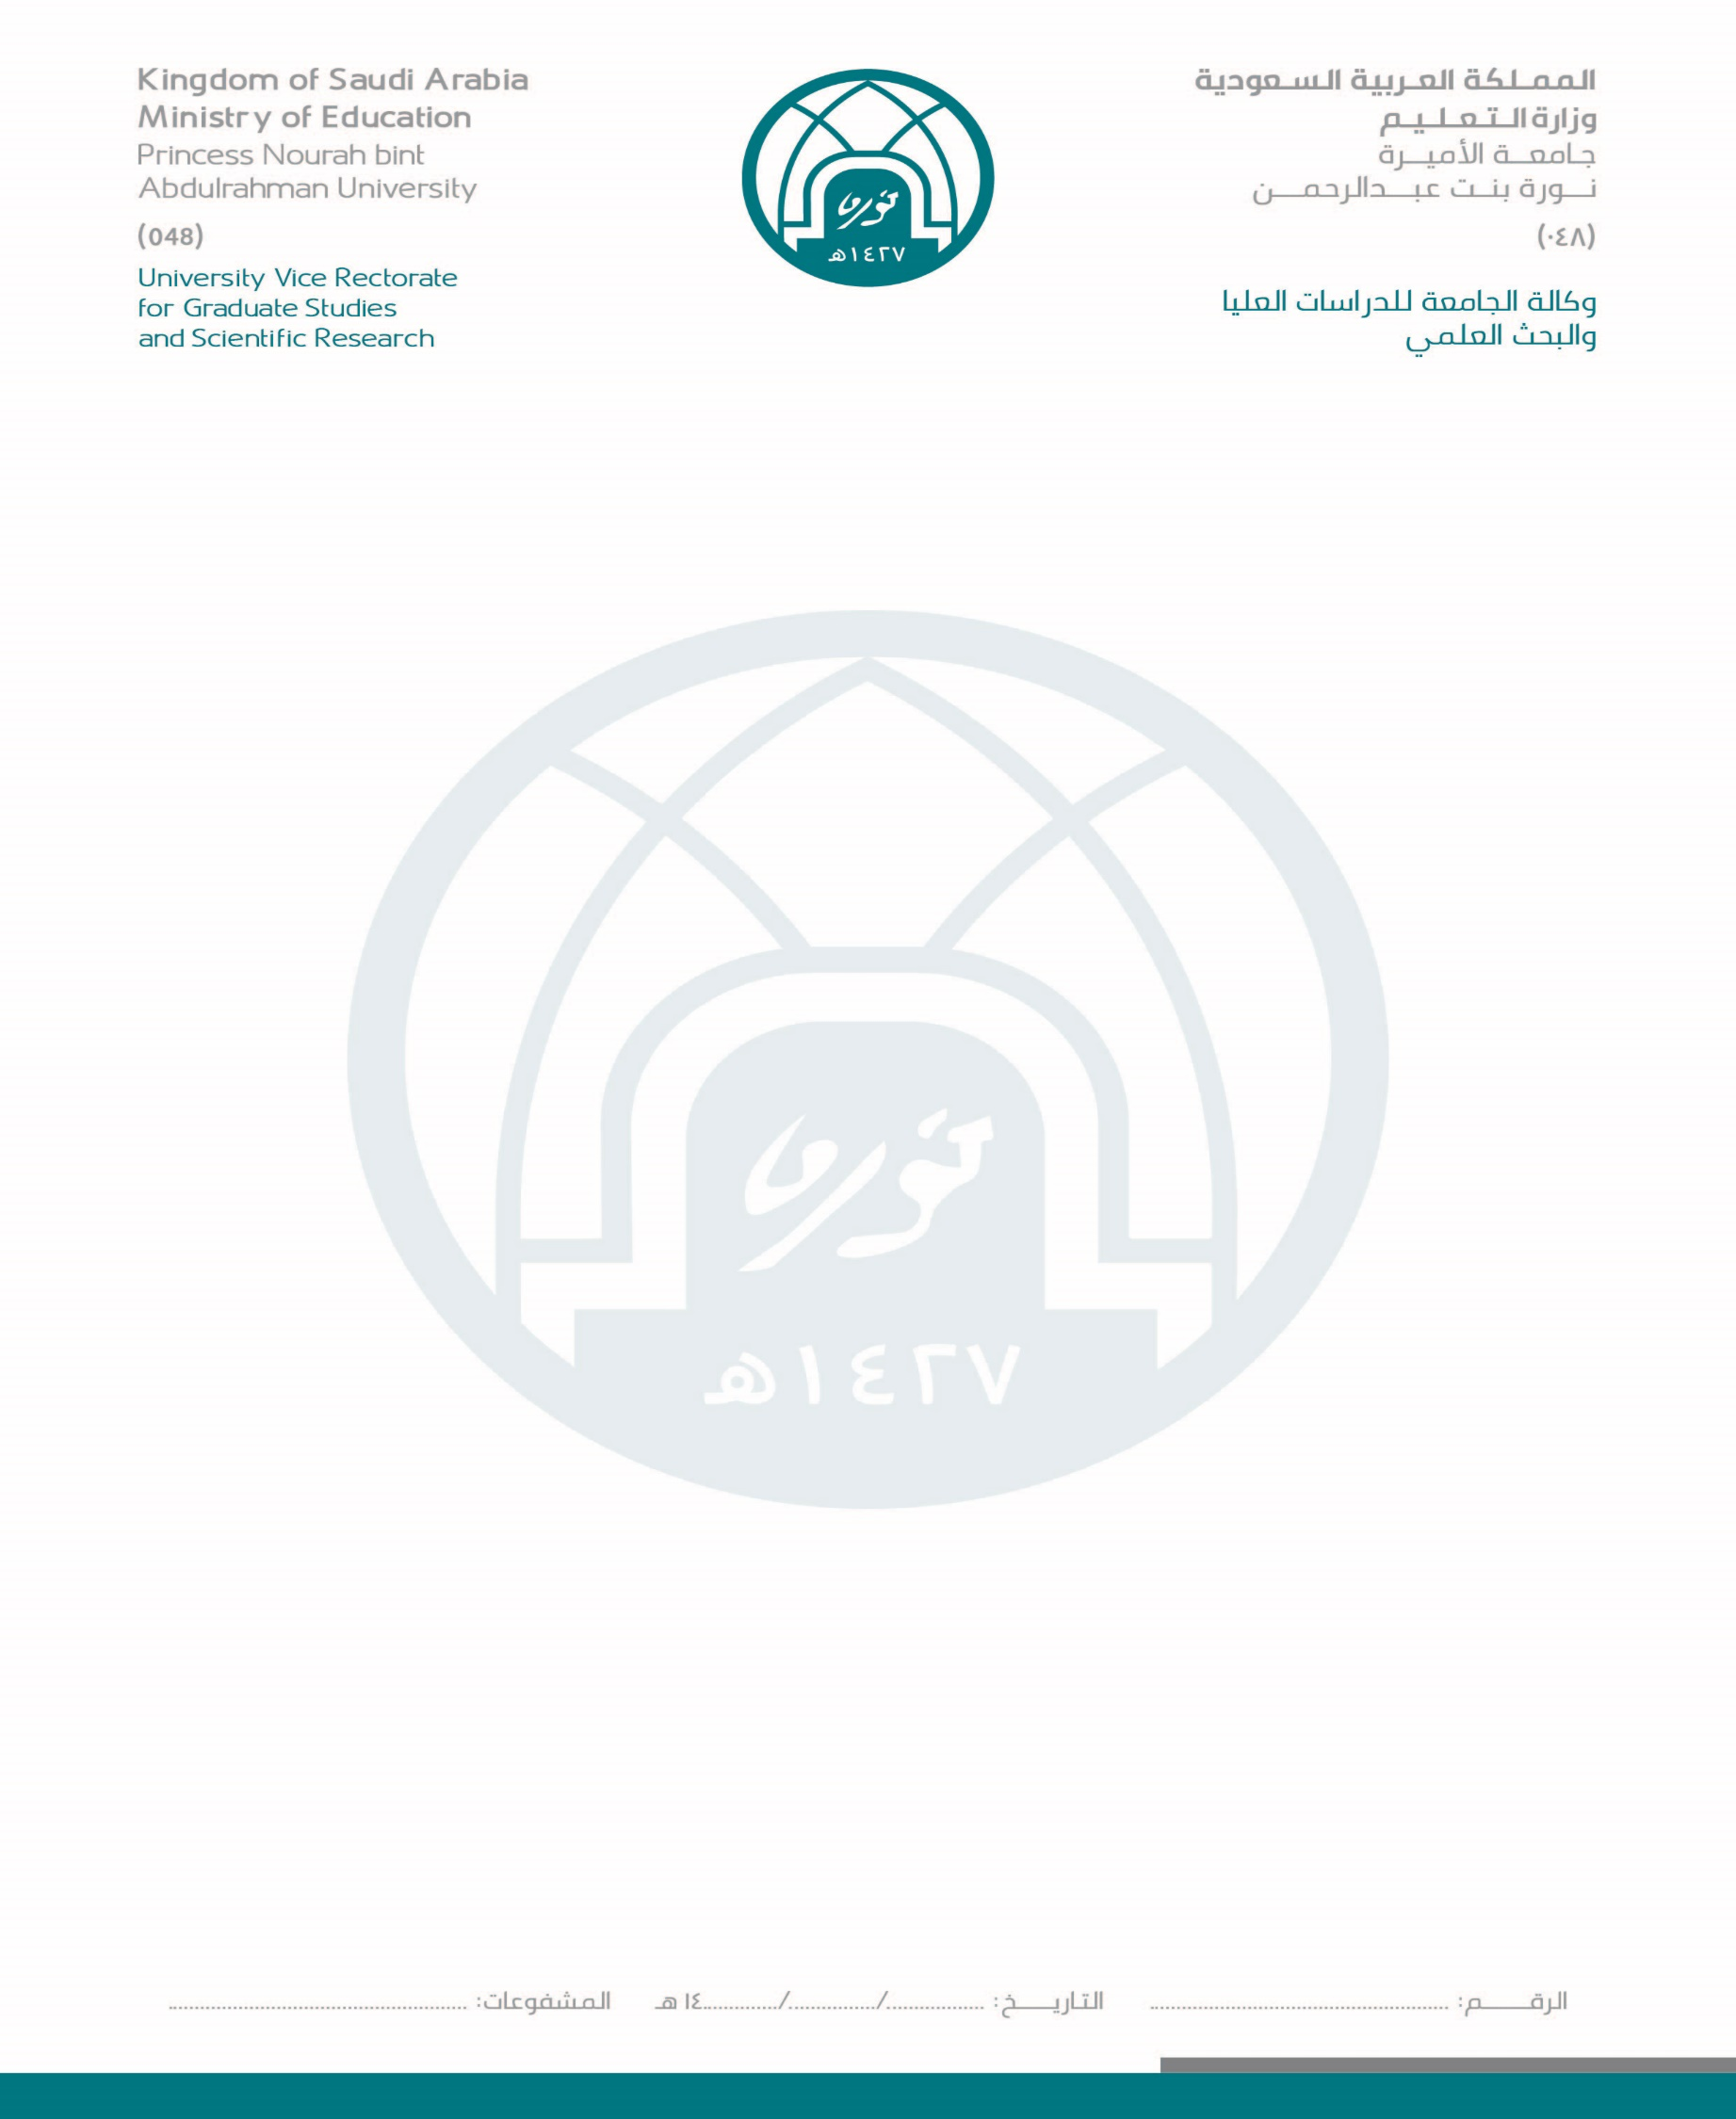 Kingdom of Saudi Arabia
Ministry of Education
Princess Nourah bint
Abdulrahman University
(048)
University Vice Rectorate
for Graduate Studies
and Scientific Research
نورة
١٤٢٧هـ
المملكة العربية السعودية
وزارة التعليم
جامعة الأميرة
نورة بنت عبدالرحمن
(٠٤٨)
وكالة الجامعة للدراسات العليا
والبحث العلمي
نورة
١٤٢٧هـ
الرقم: ........................ التاريخ: ............/............/............١٤ هـ المشفوعات: ........................